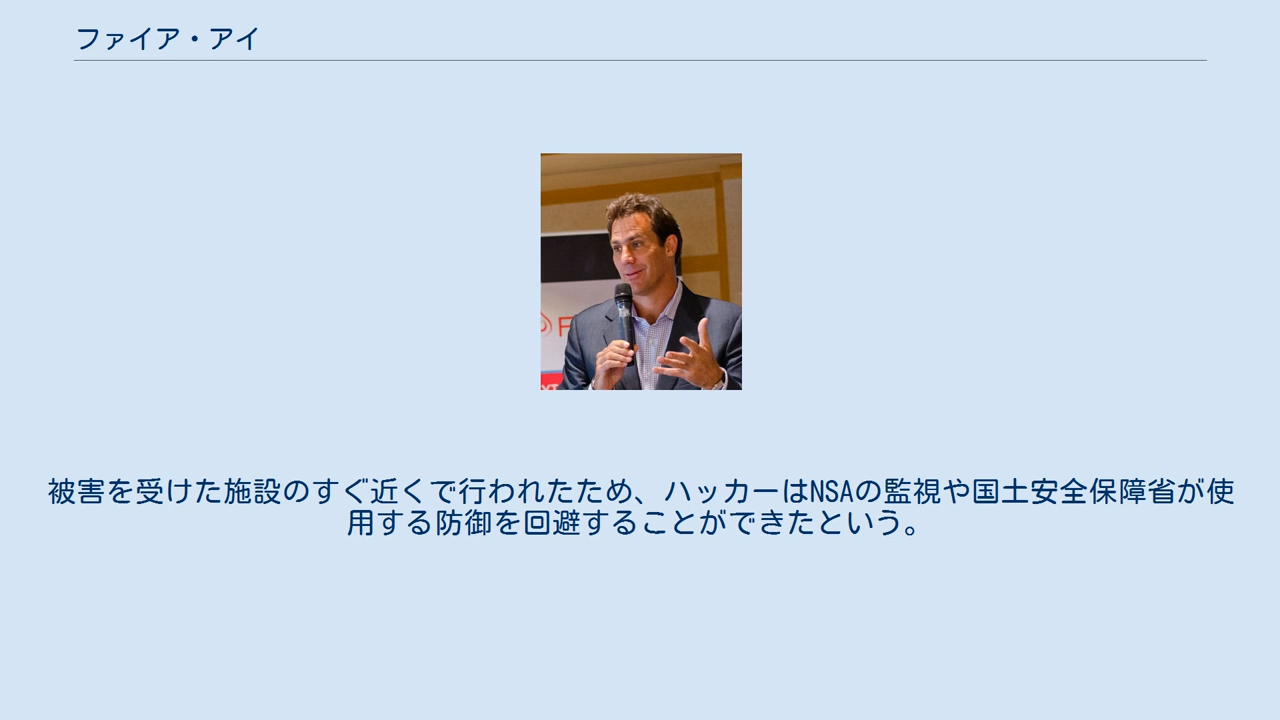 ファイア・アイ
F
被害を受けた施設のすぐ近くで行われたため、ハッカーはNSAの監視や国土安全保障省が使
用する防御を回避することができたという。